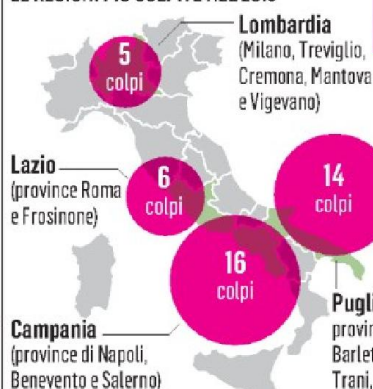 Lombardia
(Milano, Treviglio,
Cremona, Mantova
e Vigevano)
5
colpi
Lazio
(province Roma
e Frosinone)
6
colpi
14
colpi
16
colpi
Campania
(province di Napoli,
Benevento e Salerno)
Pugli
provin
Barlet
Trani,